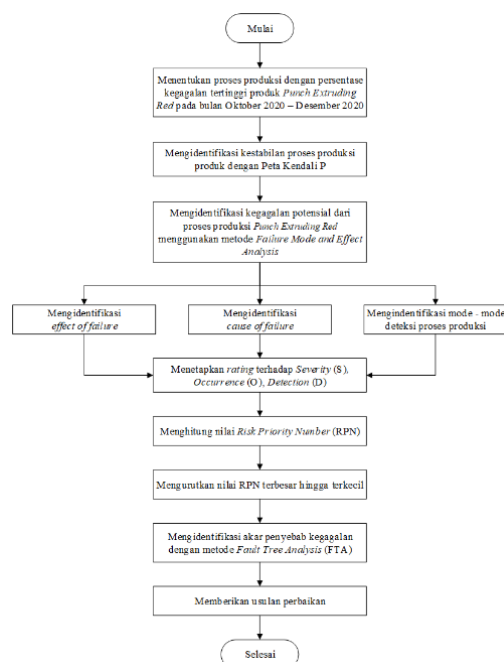 Mulai
Menentukan proses produksi dengan persentase
kegagalan tertinggi produk Punch Extruding
Red pada bulan Oktober 2020 – Desember 2020
Mengidentifikasi kestabilan proses produksi
produk dengan Peta Kendali P
Mengidentifikasi kegagalan potensial dari
proses produksi Punch Extruding Red
menggunakan metode Failure Mode and Effect
Analysis
Mengidentifikasi
effect of failure
Mengidentifikasi
cause of failure
Mengindentifikasi mode - mode
deteksi proses produksi
Menetapkan rating terhadap Severity (S),
Occurrence (O), Detection (D)
Menghitung nilai Risk Priority Number (RPN)
Mengurutkan nilai RPN terbesar hingga terkecil
Mengidentifikasi akar penyebab kegagalan
dengan metode Fault Tree Analysis (FTA)
Memberikan usulan perbaikan
Selesai